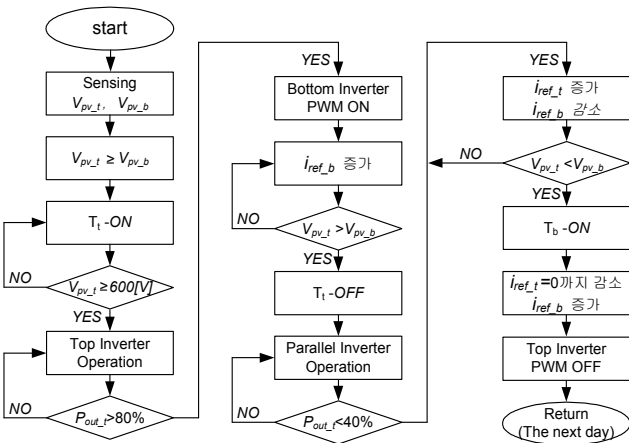 start
Sensing
V_pv_t, V_pv_b
V_pv_t ≥ V_pv_b
T_t -ON
NO
V_pv_t ≥ 600[V]
YES
Top Inverter
Operation
NO
P_out_t>80%
YES
Bottom Inverter
PWM ON
i_ref_b 증가
NO
V_pv_t >V_pv_b
YES
T_t -OFF
Parallel Inverter
Operation
NO
P_out_t<40%
YES
i_ref_t 증가
i_ref_b 감소
NO
V_pv_t <V_pv_b
YES
T_b -ON
i_ref_t=0까지 감소
i_ref_b 증가
Top Inverter
PWM OFF
Return
(The next day)